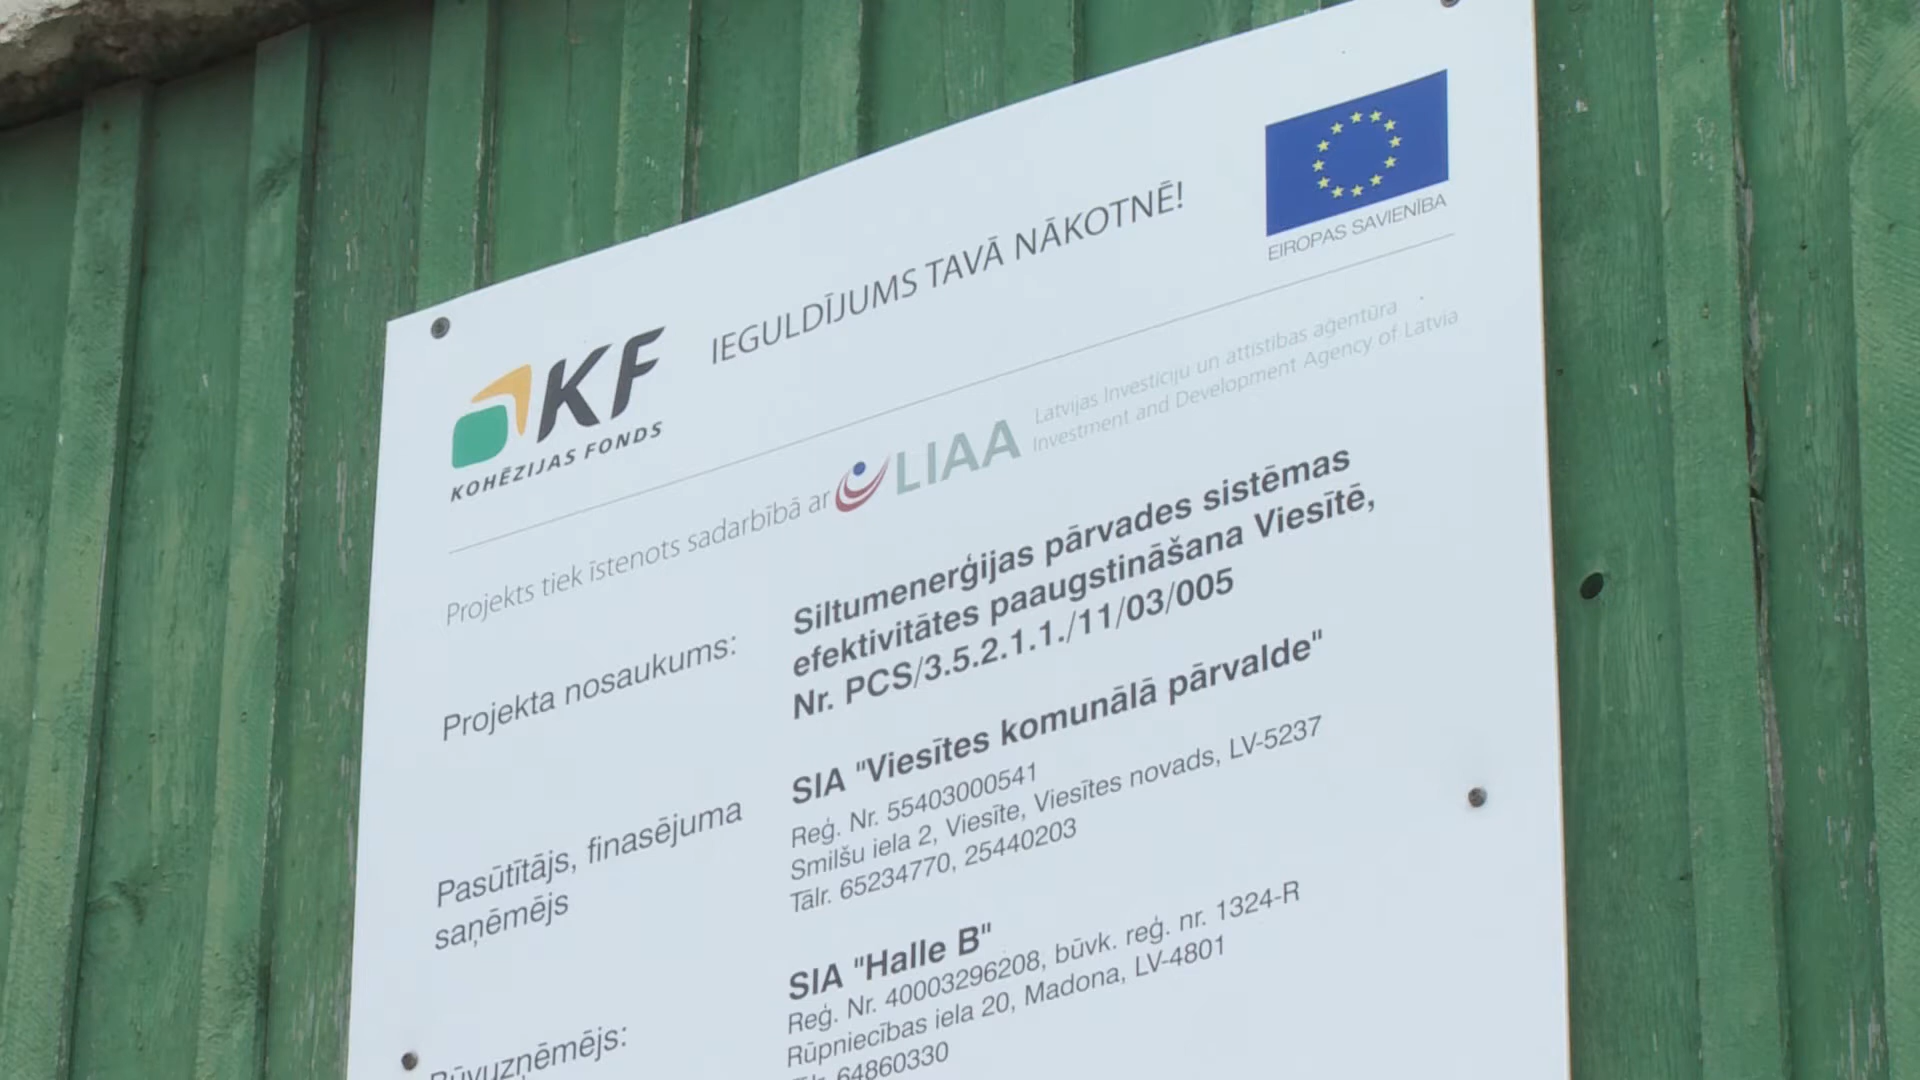 KF
KOHĒZIJAS FONDS
IEGULDĪJUMS TAVĀ NĀKOTNĒ!
EIROPAS SAVIENĪBA
Projekts tiek īstenots sadarbībā ar
LIAA
Latvijas Investīciju un attīstības aģentūra
Investment and Development Agency of Latvia
Projekta nosaukums:
Siltumenerģijas pārvades sistēmas
efektivitātes paaugstināšana Viesītē,
Nr. PCS/3.5.2.1.1./11/03/005
Pasūtītājs, finasējuma
saņēmējs
SIA "Viesītes komunālā pārvalde"
Reģ. Nr. 55403000541
Smilšu iela 2, Viesīte, Viesītes novads, LV-5237
Tālr. 65234770, 25440203
Būvuzņēmējs:
SIA "Halle B"
Reģ. Nr. 40003296208, būvk. reģ. nr. 1324-R
Rūpniecības iela 20, Madona, LV-4801
64860330